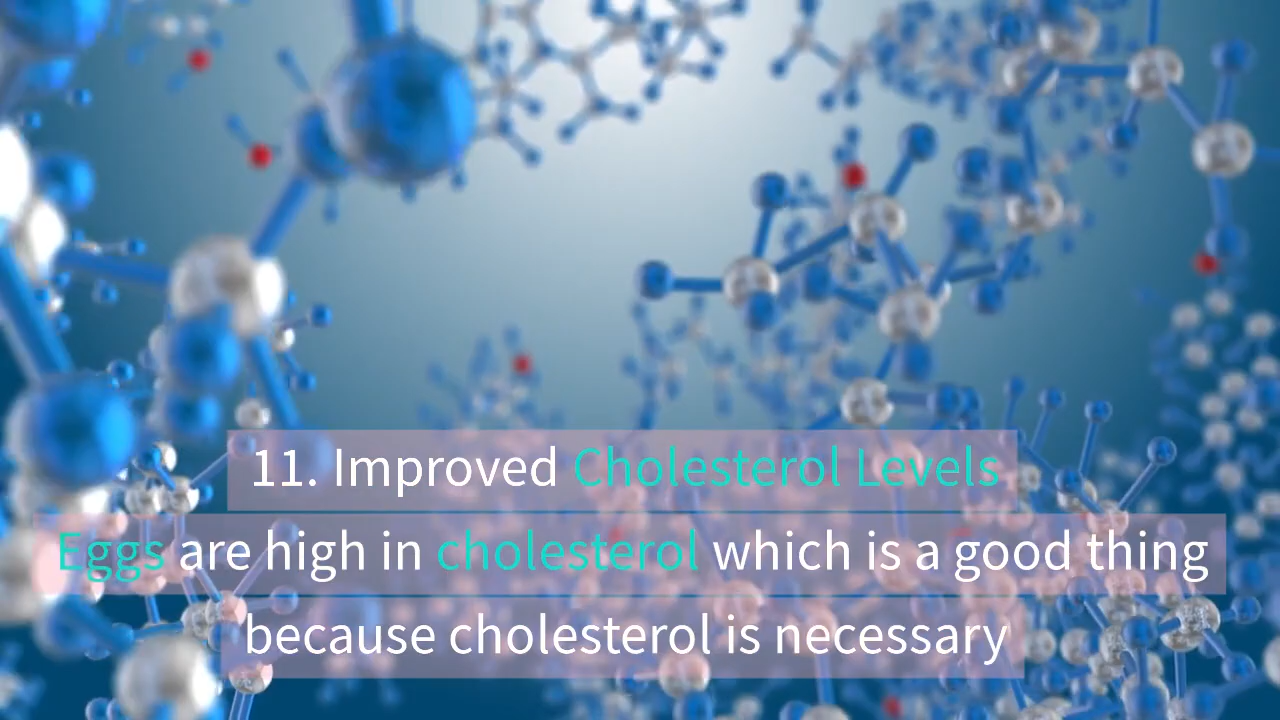 11. Improved Cholesterol Levels
Eggs are high in cholesterol which is a good thing
because cholesterol is necessary